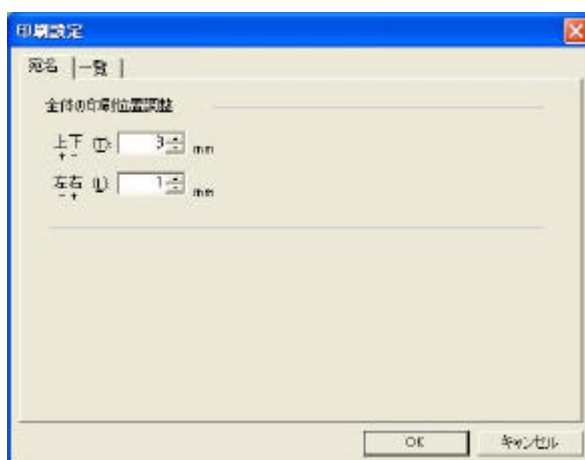 印刷設定
宛名 一覧
全体の印刷位置調整
上下 (T): 3 mm
+ -
左右 (L): 1 mm
- +
OK キャンセル